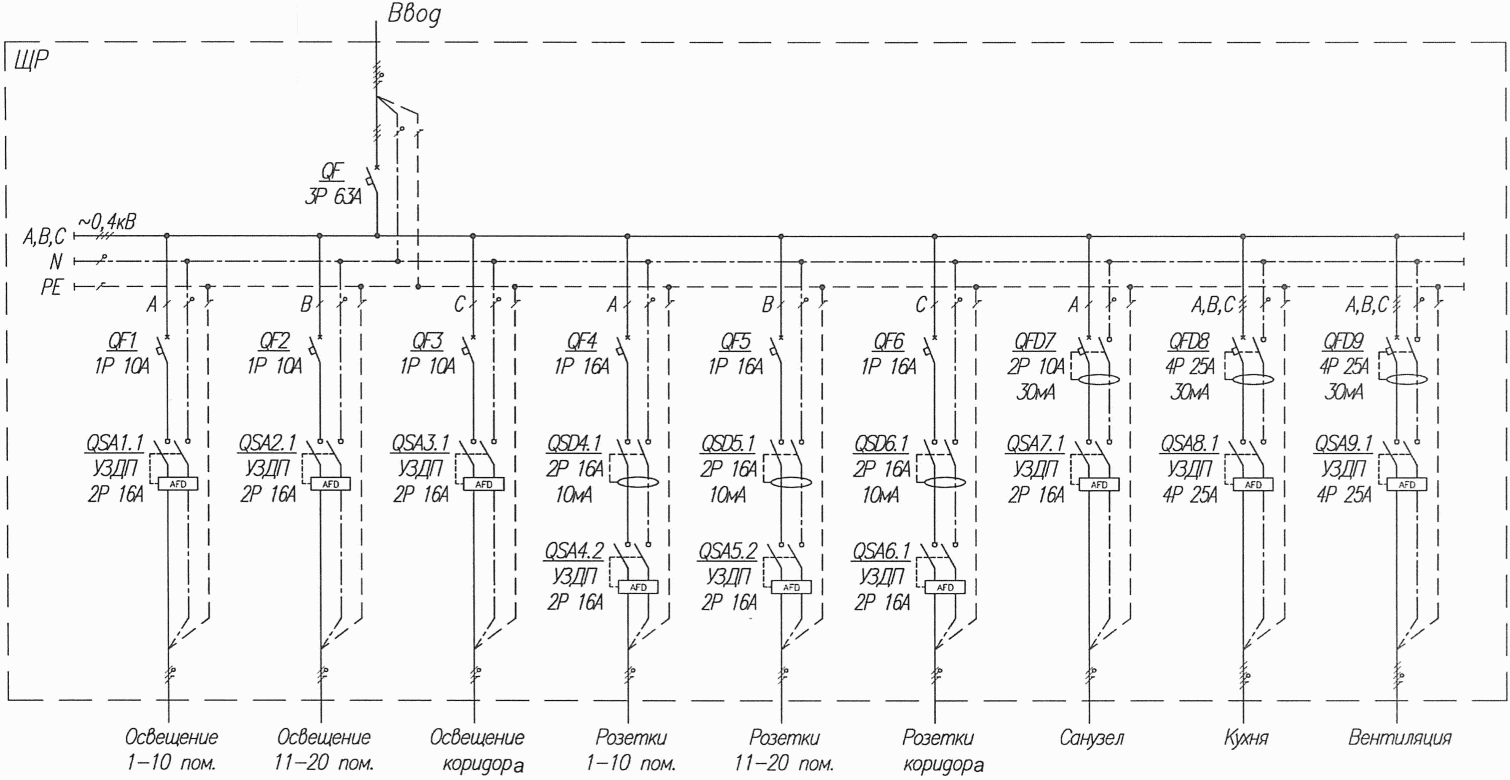 Ввод
ЩР
QF
3P 63A
~0,4кВ
A,B,C
N
PE
A
B
C
A
B
C
A
A,B,C
A,B,C
QF1
1P 10A
QF2
1P 10A
QF3
1P 10A
QF4
1P 16A
QF5
1P 16A
QF6
1P 16A
QFD7
2P 10A
30мА
QFD8
4P 25A
30мА
QFD9
4P 25A
30мА
QSA1.1
УЗДП
2P 16A
AFD
QSA2.1
УЗДП
2P 16A
AFD
QSA3.1
УЗДП
2P 16A
AFD
QSD4.1
2P 16A
10мА
QSD5.1
2P 16A
10мА
QSD6.1
2P 16A
10мА
QSA7.1
УЗДП
2P 16A
AFD
QSA8.1
УЗДП
4P 25A
AFD
QSA9.1
УЗДП
4P 25A
AFD
QSA4.2
УЗДП
2P 16A
AFD
QSA5.2
УЗДП
2P 16A
AFD
QSA6.1
УЗДП
2P 16A
AFD
Освещение
1-10 пом.
Освещение
11-20 пом.
Освещение
коридора
Розетки
1-10 пом.
Розетки
11-20 пом.
Розетки
коридора
Санузел
Кухня
Вентиляция